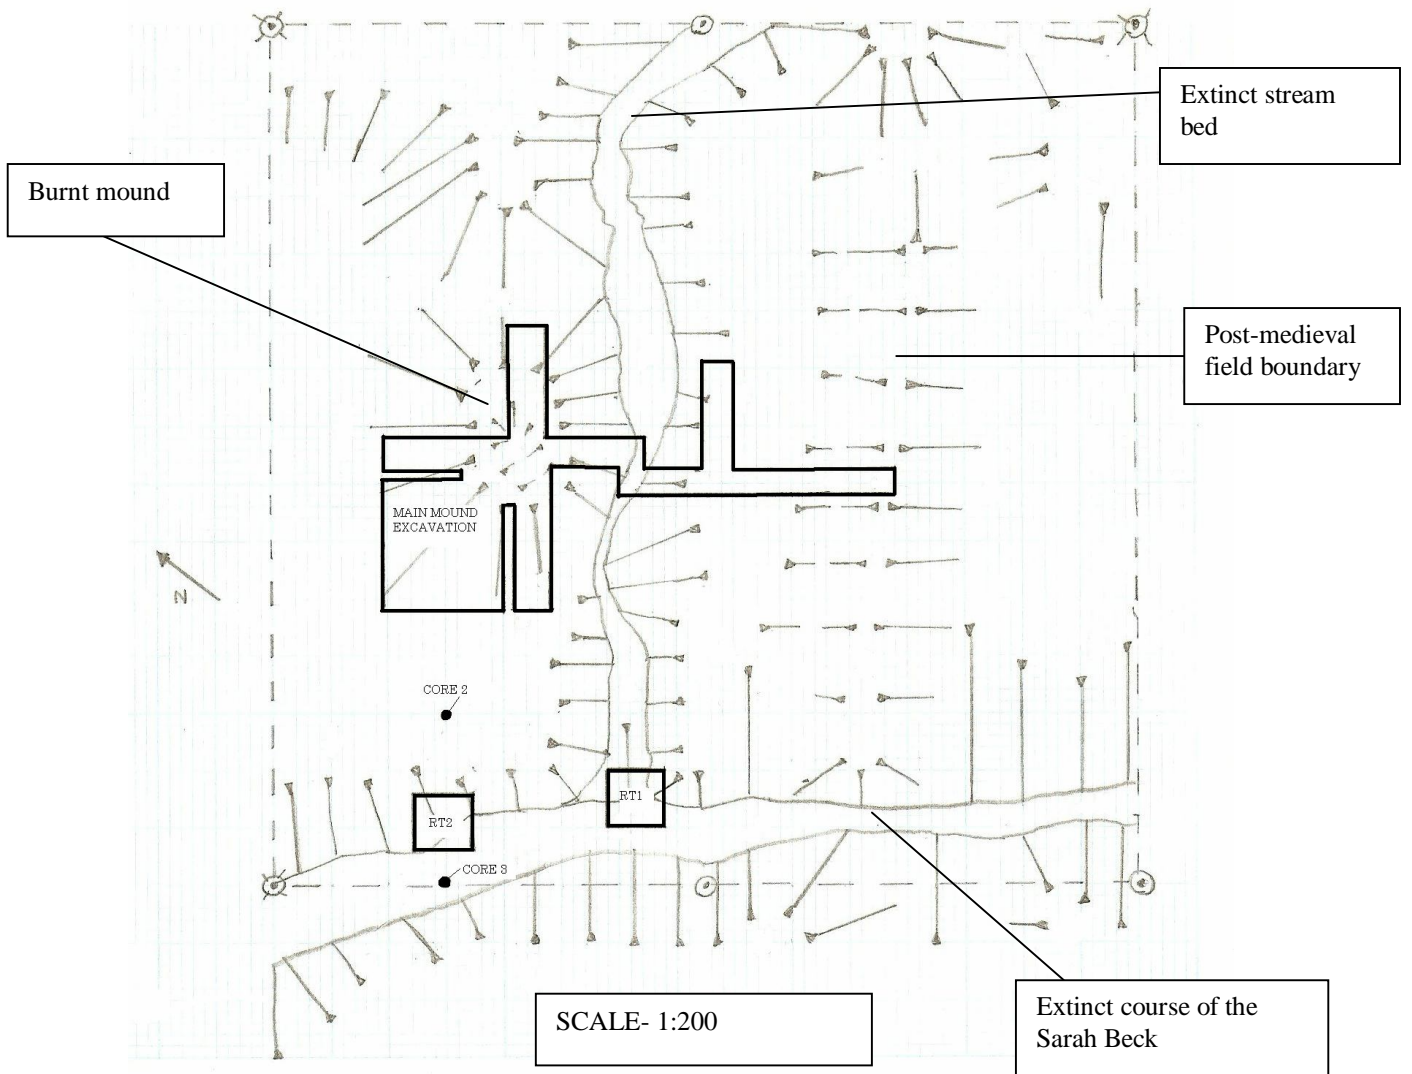 Extinct stream
bed
Burnt mound
Post-medieval
field boundary
MAIN MOUND
EXCAVATION
N
CORE 2
RT1
RT2
CORE 3
SCALE- 1:200
Extinct course of the
Sarah Beck